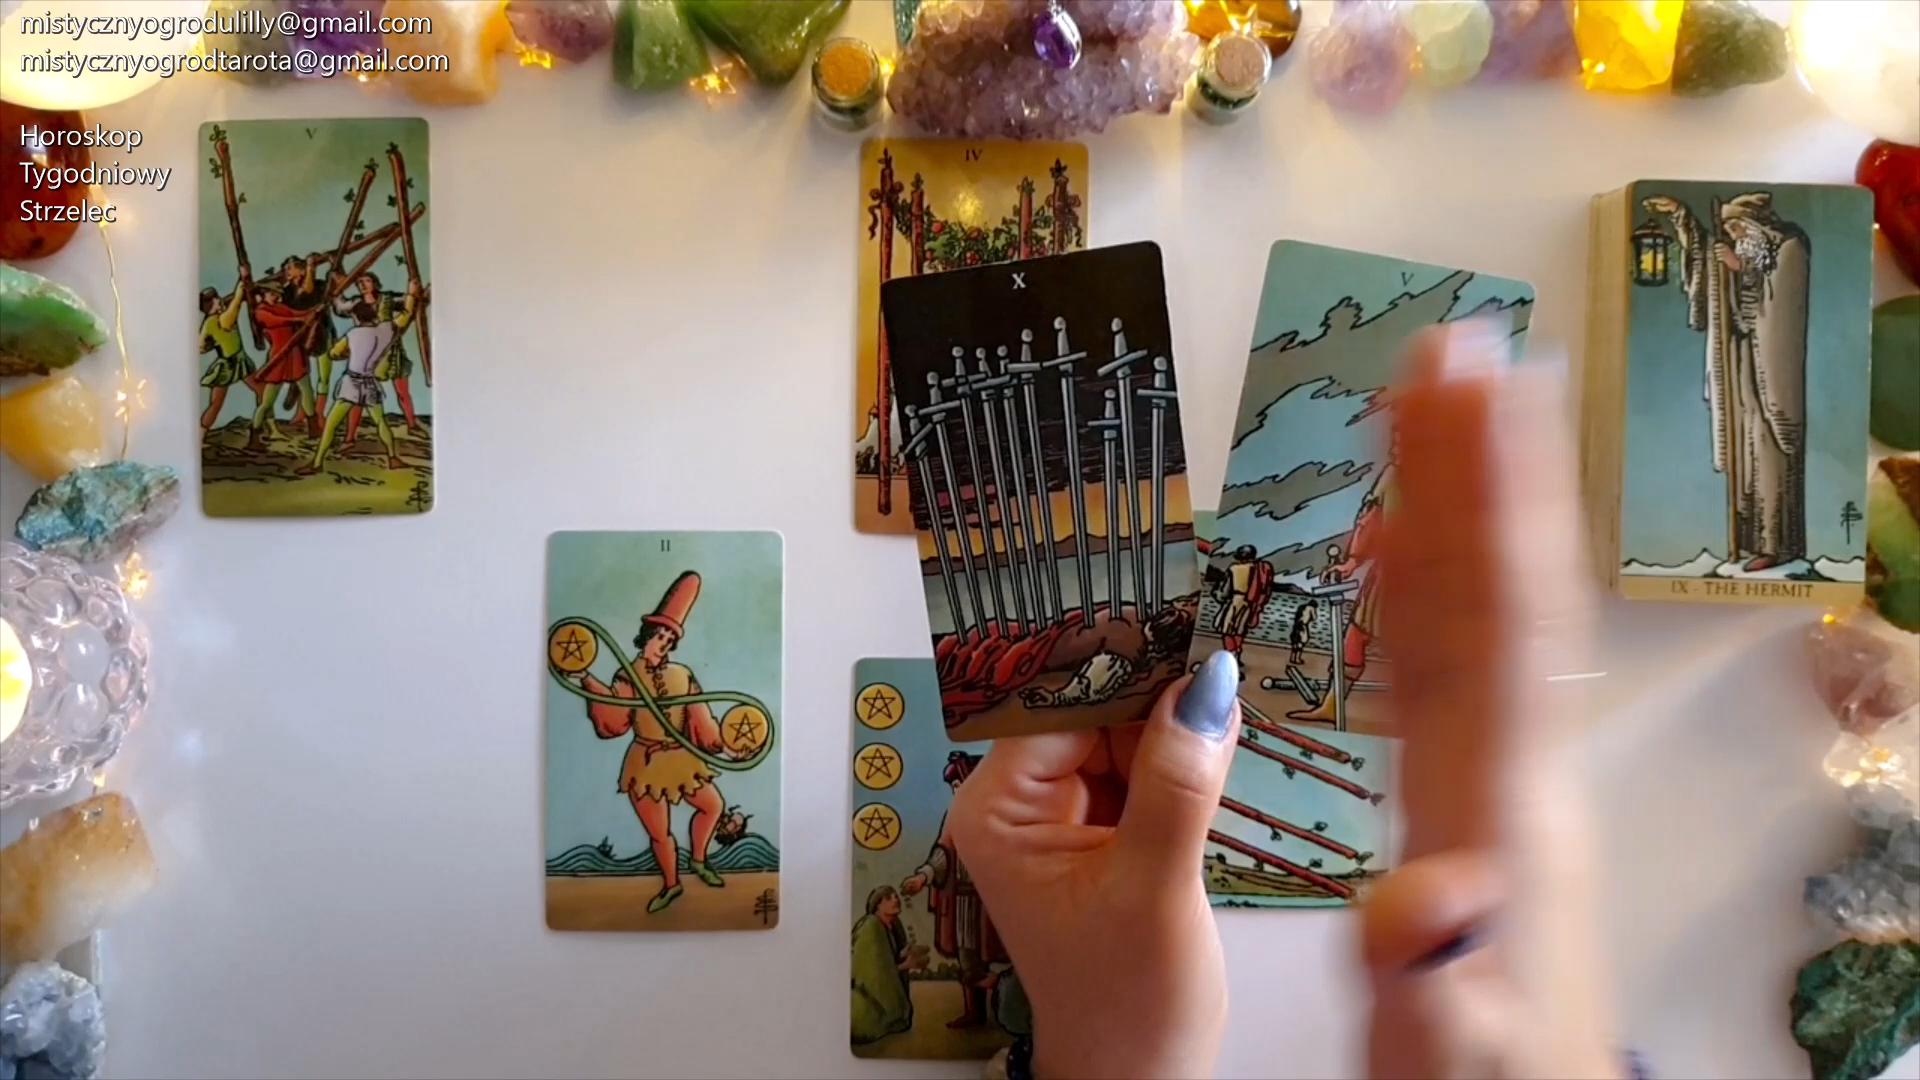 mistycznyogrodulilly@gmail.com
mistycznyogrodtarota@gmail.com
Horoskop
Tygodniowy
Strzelec
V
IV
X
V
II
IX - THE HERMIT